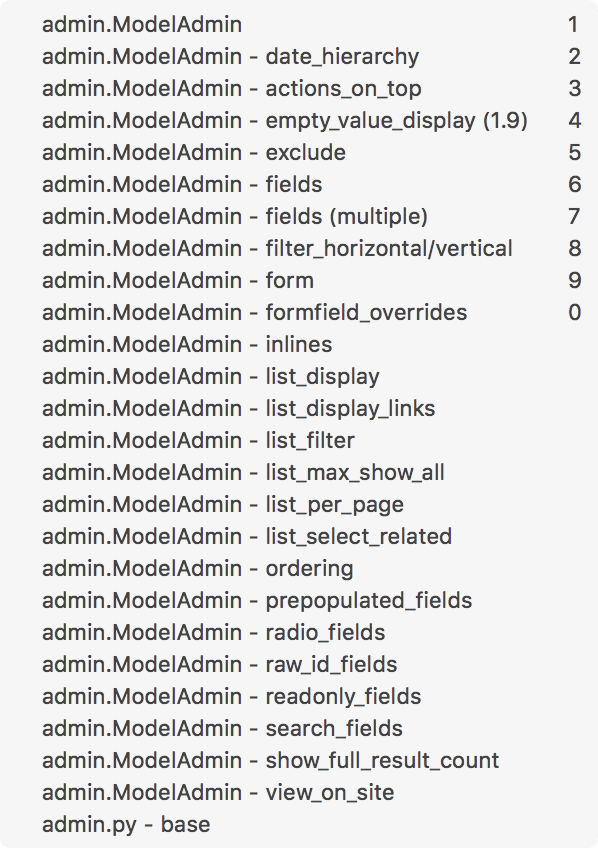 admin.ModelAdmin 1
admin.ModelAdmin - date_hierarchy 2
admin.ModelAdmin - actions_on_top 3
admin.ModelAdmin - empty_value_display (1.9) 4
admin.ModelAdmin - exclude 5
admin.ModelAdmin - fields 6
admin.ModelAdmin - fields (multiple) 7
admin.ModelAdmin - filter_horizontal/vertical 8
admin.ModelAdmin - form 9
admin.ModelAdmin - formfield_overrides 0
admin.ModelAdmin - inlines
admin.ModelAdmin - list_display
admin.ModelAdmin - list_display_links
admin.ModelAdmin - list_filter
admin.ModelAdmin - list_max_show_all
admin.ModelAdmin - list_per_page
admin.ModelAdmin - list_select_related
admin.ModelAdmin - ordering
admin.ModelAdmin - prepopulated_fields
admin.ModelAdmin - radio_fields
admin.ModelAdmin - raw_id_fields
admin.ModelAdmin - readonly_fields
admin.ModelAdmin - search_fields
admin.ModelAdmin - show_full_result_count
admin.ModelAdmin - view_on_site
admin.py - base